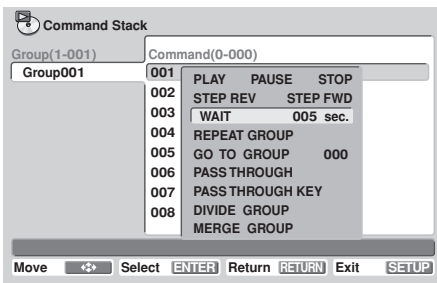 Command Stack
Group(1-001) Command(0-000)
Group001 001
PLAY PAUSE STOP
002 STEP REV STEP FWD
003 WAIT 005 sec.
004 REPEAT GROUP
005 GO TO GROUP 000
006 PASS THROUGH
007 PASS THROUGH KEY
008 DIVIDE GROUP
MERGE GROUP
Move Select ENTER Return RETURN Exit SETUP